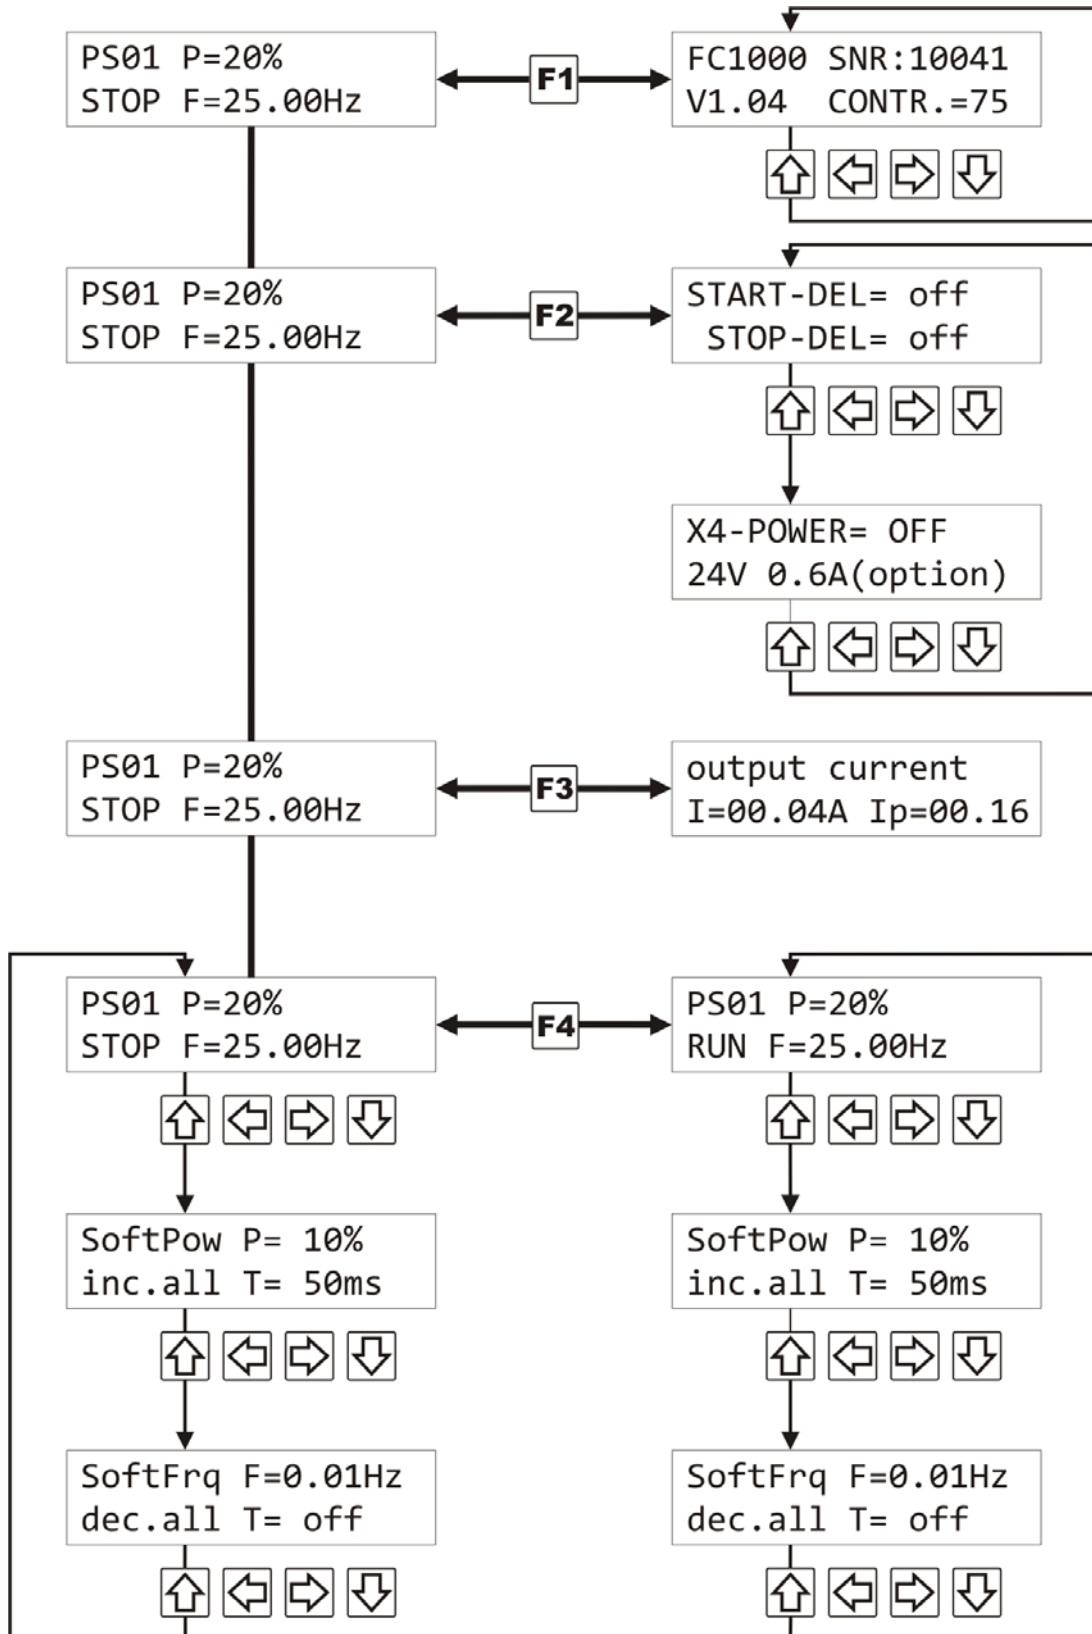 PS01 P=20%
STOP F=25.00Hz
F1
FC1000 SNR:10041
V1.04 CONTR.=75
PS01 P=20%
STOP F=25.00Hz
F2
START-DEL= off
STOP-DEL= off
X4-POWER= OFF
24V 0.6A(option)
PS01 P=20%
STOP F=25.00Hz
F3
output current
I=00.04A Ip=00.16
PS01 P=20%
STOP F=25.00Hz
F4
PS01 P=20%
RUN F=25.00Hz
SoftPow P= 10%
inc.all T= 50ms
SoftPow P= 10%
inc.all T= 50ms
SoftFrq F=0.01Hz
dec.all T= off
SoftFrq F=0.01Hz
dec.all T= off